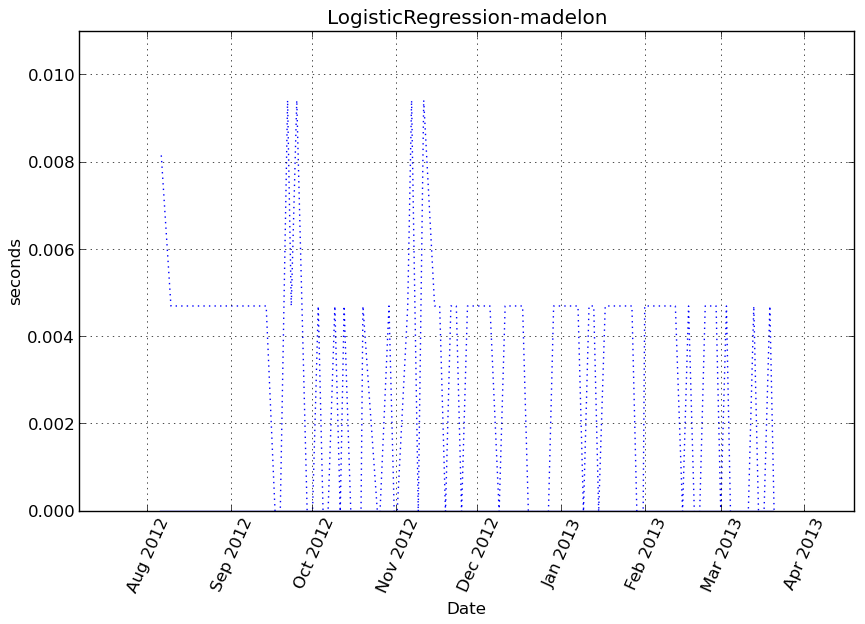 LogisticRegression-madelon
0.010
0.008
0.006
0.004
0.002
0.000
seconds
Aug 2012
Sep 2012
Oct 2012
Nov 2012
Dec 2012
Jan 2013
Feb 2013
Mar 2013
Apr 2013
Date